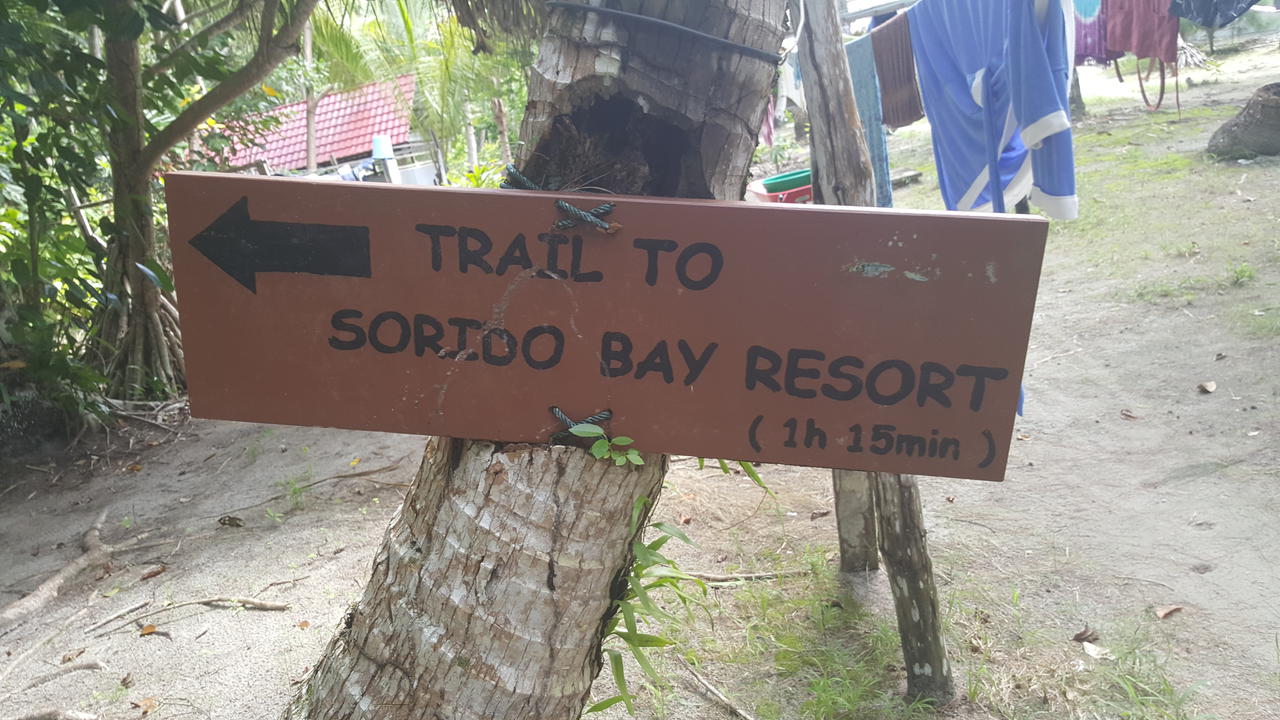 TRAIL TO
SORIDO BAY RESORT
( 1h 15min )